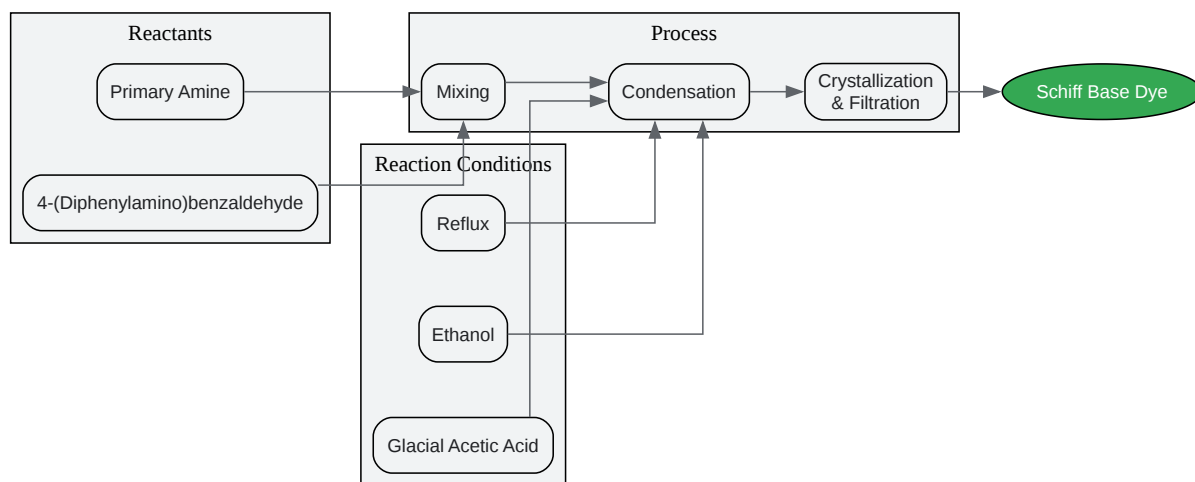 Reactants
Primary Amine
4-(Diphenylamino)benzaldehyde
Process
Mixing
Condensation
Crystallization
& Filtration
Schiff Base Dye
Reaction Conditions
Reflux
Ethanol
Glacial Acetic Acid